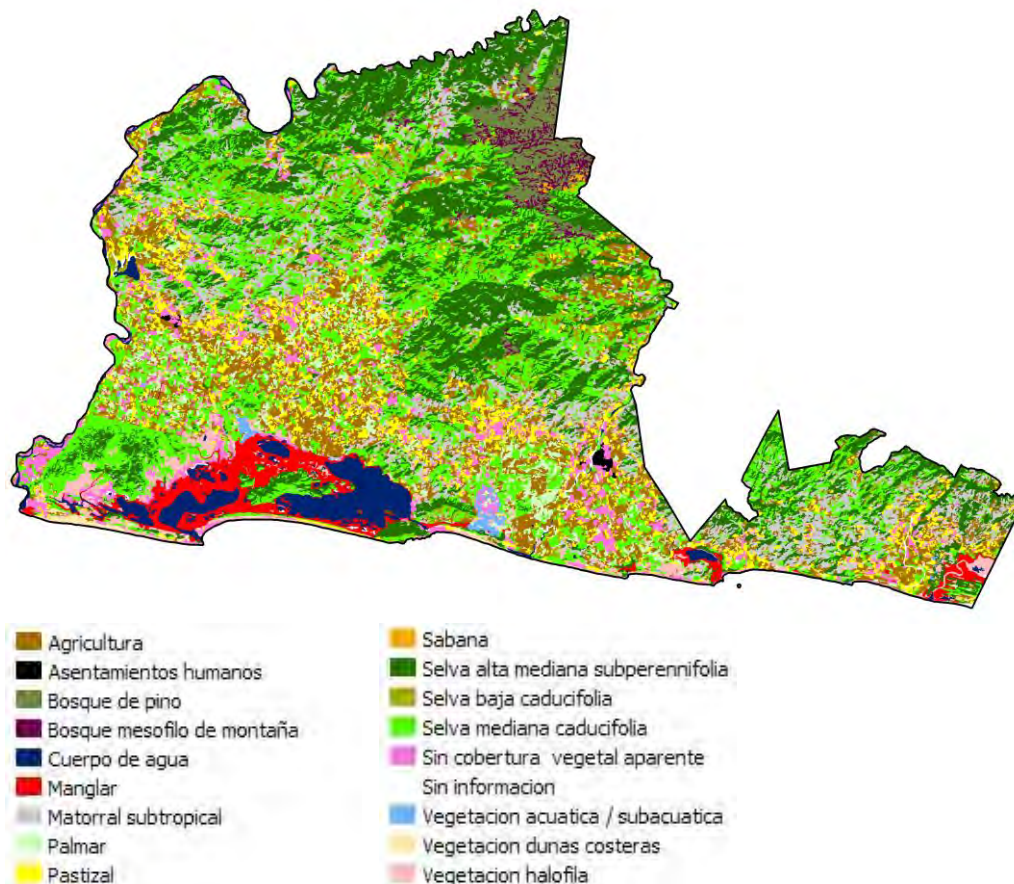 Agricultura
Asentamientos humanos
Bosque de pino
Bosque mesofilo de montaña
Cuerpo de agua
Manglar
Matorral subtropical
Palmar
Pastizal
Sabana
Selva alta mediana subperennifolia
Selva baja caducifolia
Selva mediana caducifolia
Sin cobertura vegetal aparente
Sin informacion
Vegetacion acuatica / subacuatica
Vegetacion dunas costeras
Vegetacion halofila